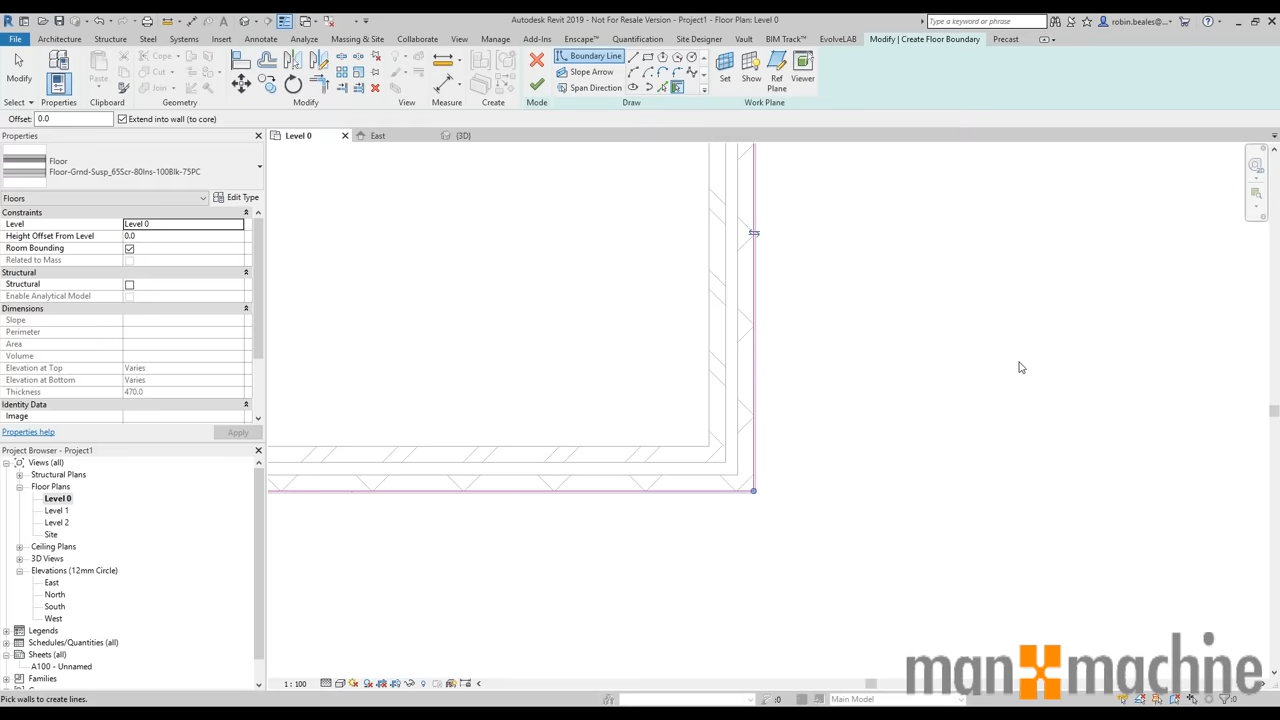 Autodesk Revit 2019 - Not For Resale Version - Project1 - Floor Plan: Level 0
Type a keyword or phrase
robin.beales...
File Architecture Structure Steel Systems Insert Annotate Analyze Massing & Site Collaborate View Manage Add-Ins Enscape™ Quantification Site Designer Vault BIM Track™ EvolveLAB Modify | Create Floor Boundary Precast
Modify
Properties
Paste
Cope
Cut
Join
Boundary Line
Slope Arrow
Span Direction
Set Show Ref Plane Viewer
Select Properties Clipboard Geometry Modify View Measure Create Mode Draw Work Plane
Offset: 0.0 Extend into wall (to core)
Properties
Level 0
East
{3D}
Floor
Floor-Grnd-Susp_65Scr-80Ins-100Blk-75PC
Floors
Edit Type
Constraints
Level Level 0
Height Offset From Level 0.0
Room Bounding
Related to Mass
Structural
Structural
Enable Analytical Model
Dimensions
Slope
Perimeter
Area
Volume
Elevation at Top Varies
Elevation at Bottom Varies
Thickness 470.0
Identity Data
Image
Properties help
Apply
Project Browser - Project1
Views (all)
Structural Plans
Floor Plans
Level 0
Level 1
Level 2
Site
Ceiling Plans
3D Views
Elevations (12mm Circle)
East
North
South
West
Legends
Schedules/Quantities (all)
Sheets (all)
A100 - Unnamed
Families
1 : 100
Pick walls to create lines.
:0
Main Model
:0
man machine